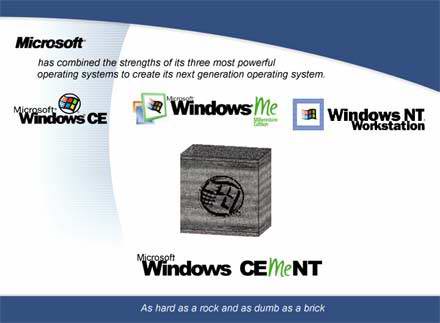 Microsoft
has combined the strengths of its three most powerful
operating systems to create its next generation operating system.
Microsoft
Windows CE
Microsoft
Windows Me
Millennium
Edition
Windows NT
Workstation
Microsoft
Windows CEMeNT
As hard as a rock and as dumb as a brick